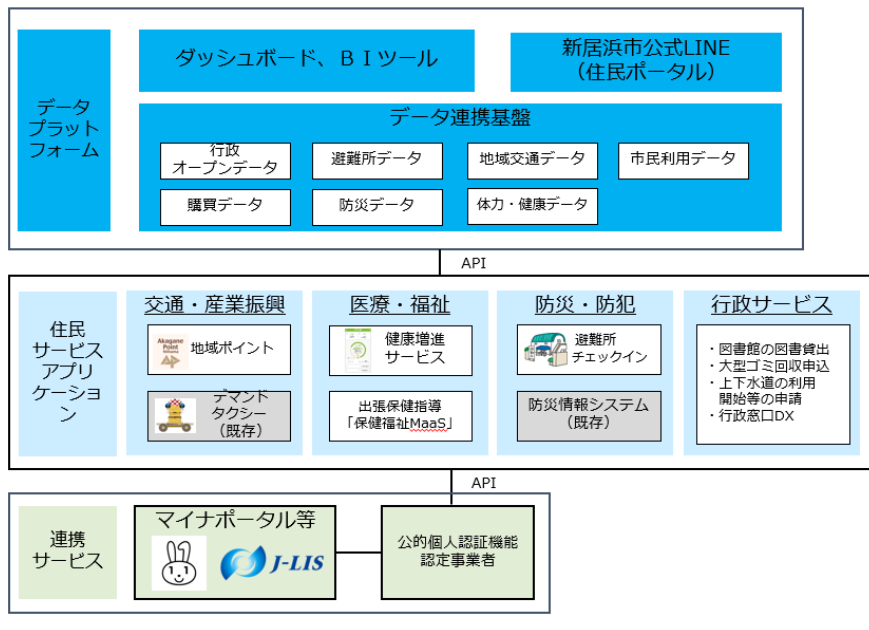 ダッシュボード、BIツール
新居浜市公式LINE
（住民ポータル）
データ
プラット
フォーム
データ連携基盤
行政
オープンデータ
避難所データ
地域交通データ
市民利用データ
購買データ
防災データ
体力・健康データ
API
住民
サービス
アプリ
ケーショ
ン
交通・産業振興
Akagane
Point
地域ポイント
デマンド
タクシー
（既存）
医療・福祉
健康増進
サービス
出張保健指導
「保健福祉MaaS」
防災・防犯
避難所
チェックイン
防災情報システム
（既存）
行政サービス
・図書館の図書貸出
・大型ゴミ回収申込
・上下水道の利用
開始等の申請
・行政窓口DX
API
連携
サービス
マイナポータル等
J-LIS
公的個人認証機能
認定事業者